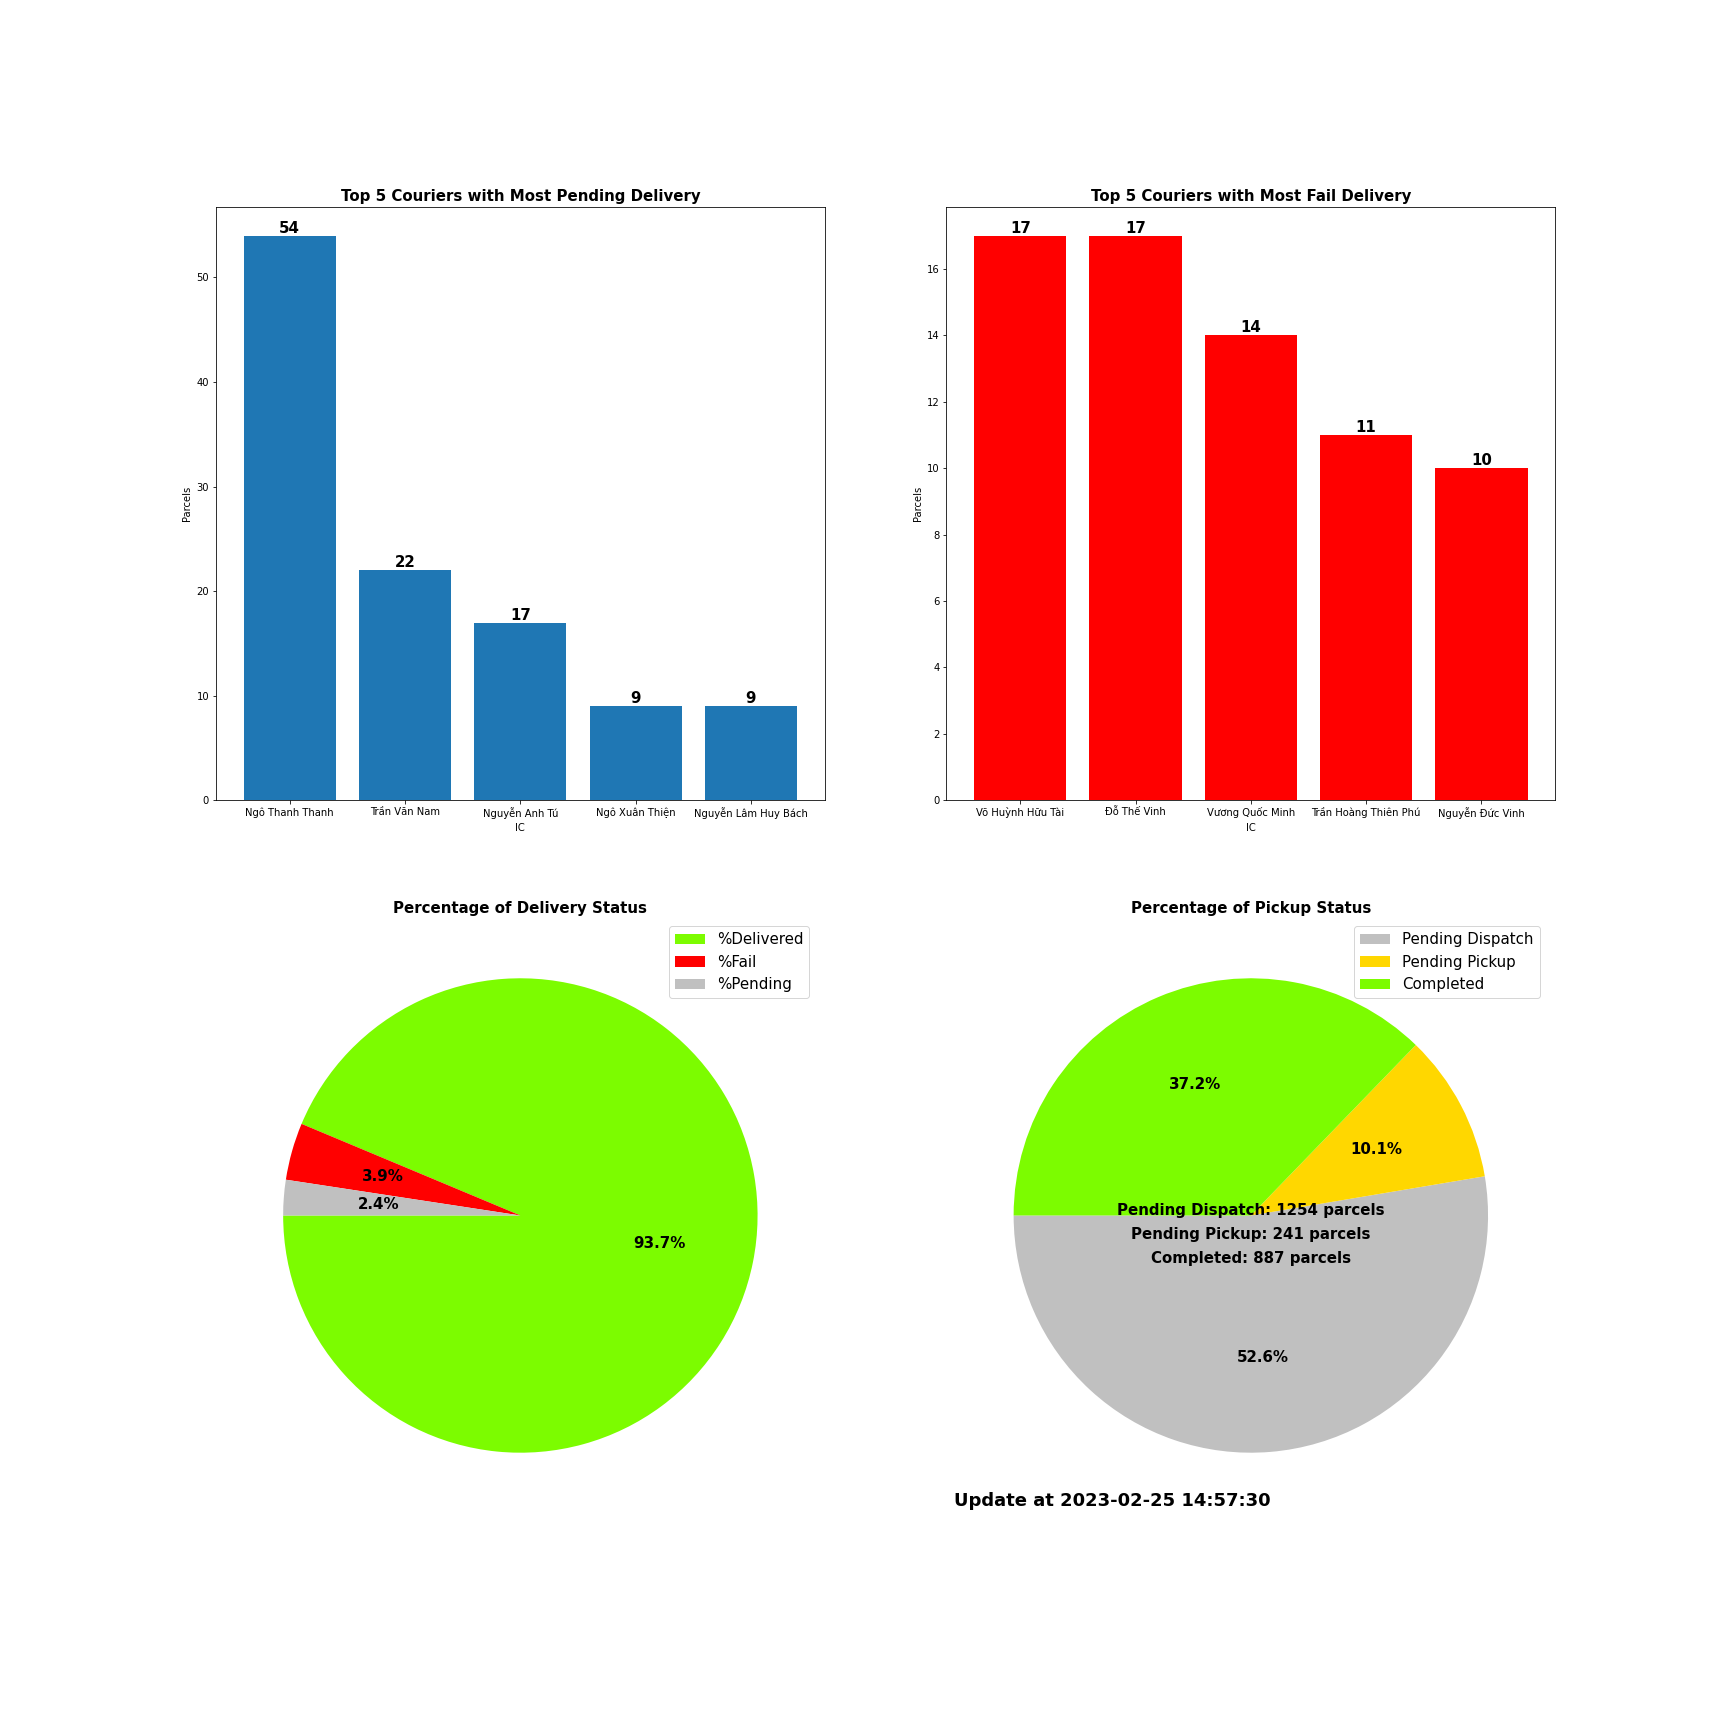 Top 5 Couriers with Most Pending Delivery
54
22
17
9
9
50
40
30
20
10
0
Parcels
Ngô Thanh Thanh
Trần Văn Nam
Nguyễn Anh Tú
Ngô Xuân Thiện
Nguyễn Lâm Huy Bách
IC
Top 5 Couriers with Most Fail Delivery
17
17
14
11
10
16
14
12
10
8
6
4
2
0
Parcels
Võ Huỳnh Hữu Tài
Đỗ Thế Vinh
Vương Quốc Minh
Trần Hoàng Thiên Phú
Nguyễn Đức Vinh
IC
Percentage of Delivery Status
%Delivered
%Fail
%Pending
3.9%
2.4%
93.7%
Percentage of Pickup Status
Pending Dispatch
Pending Pickup
Completed
37.2%
10.1%
Pending Dispatch: 1254 parcels
Pending Pickup: 241 parcels
Completed: 887 parcels
52.6%
Update at 2023-02-25 14:57:30